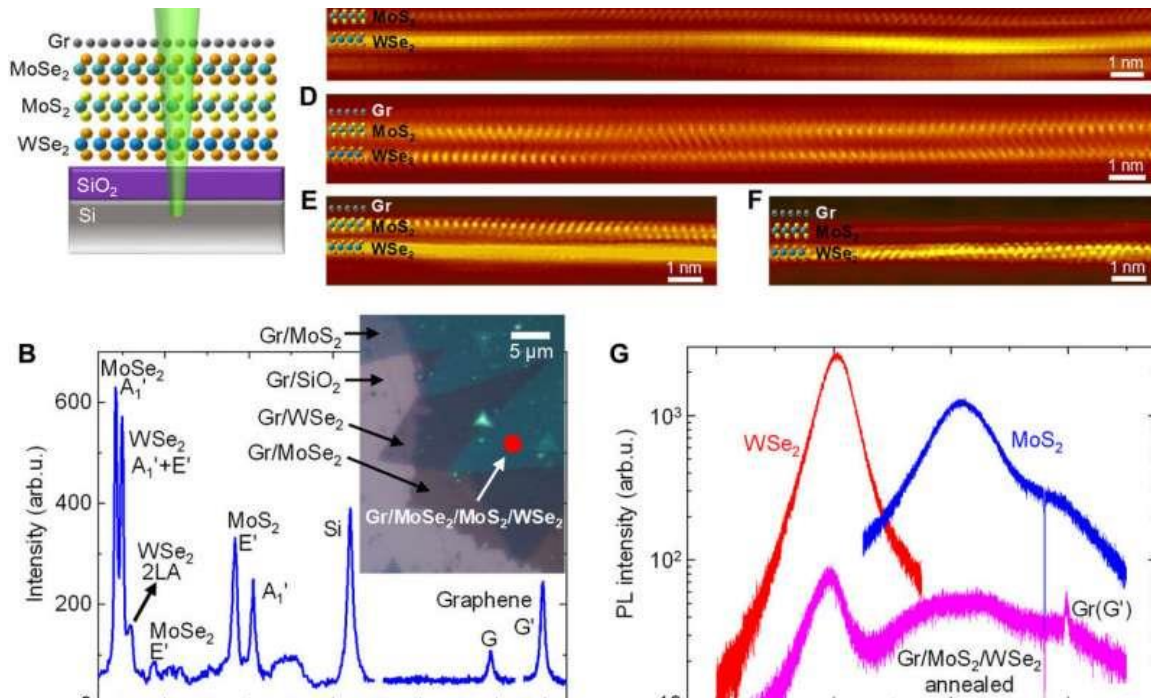 Gr
MoSe₂
MoS₂
WSe₂
SiO₂
Si
MoS₂
WSe₂
1 nm
D
Gr
MoS₂
WSe₂
1 nm
E
Gr
MoS₂
WSe₂
1 nm
F
Gr
MoS₂
WSe₂
1 nm
B
Intensity (arb.u.)
600
400
200
0
MoSe₂
A₁'
WSe₂
A₁'+E'
WSe₂
2LA
MoSe₂
E'
MoS₂
E'
A₁'
Si
Graphene
G
G'
Gr/MoS₂
Gr/SiO₂
Gr/WSe₂
Gr/MoSe₂
5 µm
Gr/MoSe₂/MoS₂/WSe₂
G
PL intensity (arb.u.)
10³
10²
10
WSe₂
MoS₂
Gr(G')
Gr/MoS₂/WSe₂
annealed